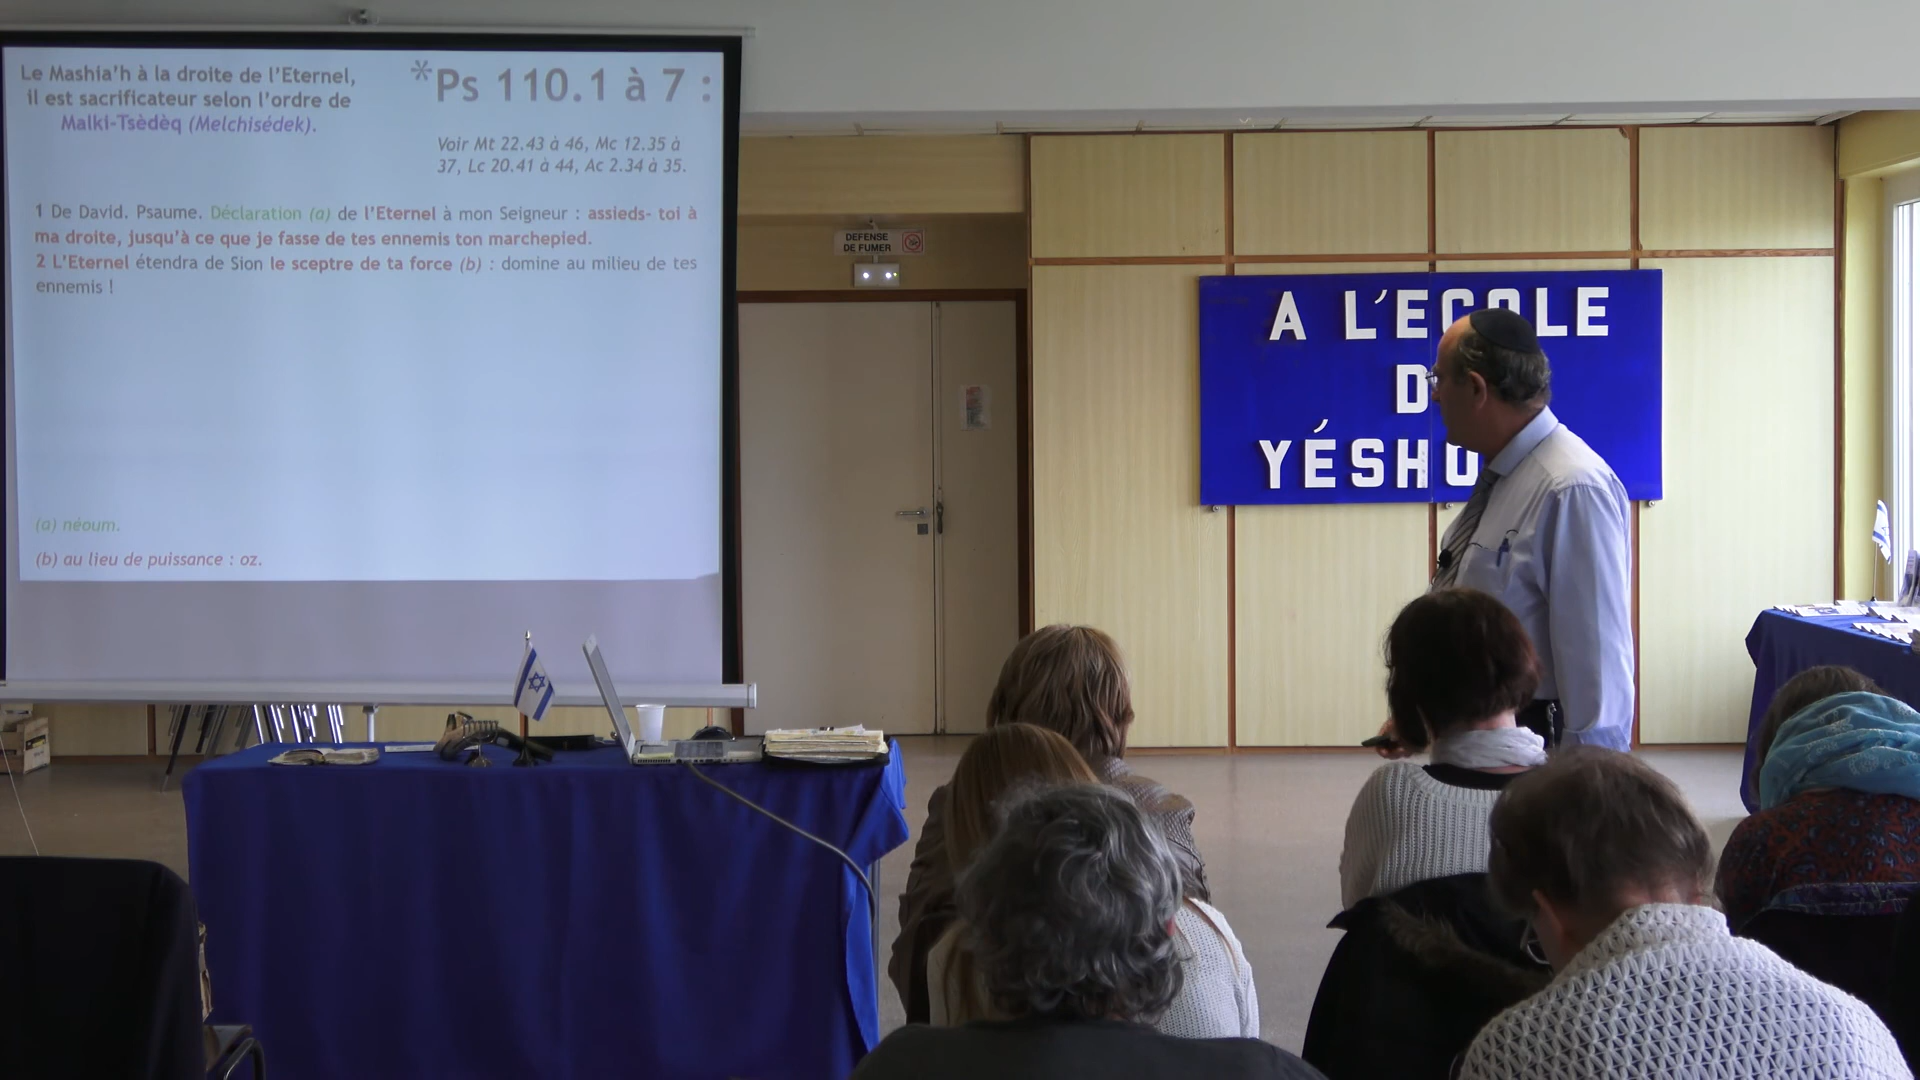 Le Mashia'h à la droite de l'Eternel,
il est sacrificateur selon l'ordre de
Malki-Tsèdèq (Melchisédek).
*Ps 110.1 à 7 :
Voir Mt 22.43 à 46, Mc 12.35 à
37, Lc 20.41 à 44, Ac 2.34 à 35.
1 De David. Psaume. Déclaration (a) de l'Eternel à mon Seigneur : assieds- toi à
ma droite, jusqu'à ce que je fasse de tes ennemis ton marchepied.
2 L'Eternel étendra de Sion le sceptre de ta force (b) : domine au milieu de tes
ennemis !
(a) néoum.
(b) au lieu de puissance : oz.
DEFENSE
DE FUMER
A L'ECOLE
D
YÉSHU